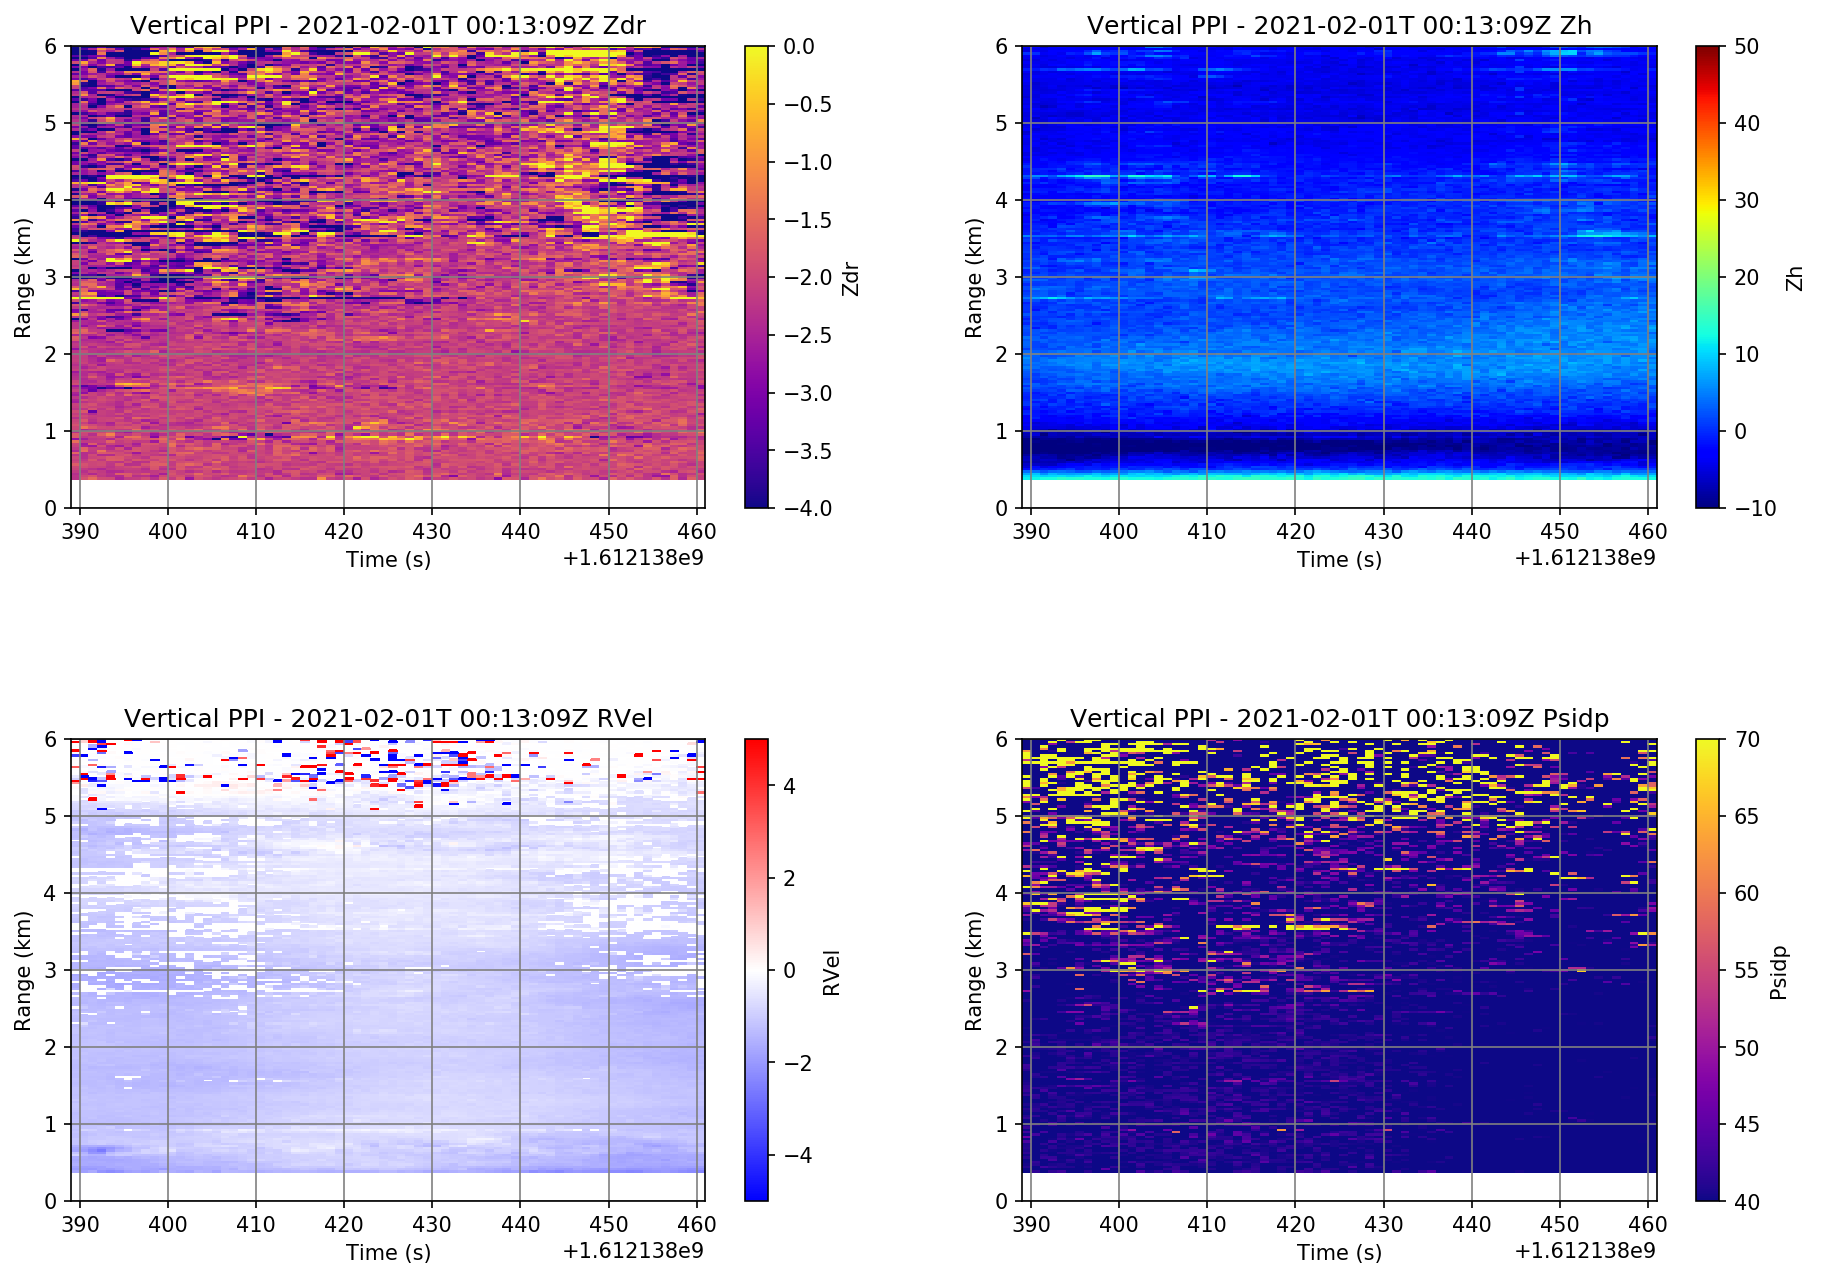 Vertical PPI - 2021-02-01T 00:13:09Z Zdr
6
5
4
3
2
1
0
Range (km)
390 400 410 420 430 440 450 460
Time (s)
+1.612138e9
0.0
−0.5
−1.0
−1.5
−2.0
−2.5
−3.0
−3.5
−4.0
Zdr
Vertical PPI - 2021-02-01T 00:13:09Z Zh
6
5
4
3
2
1
0
Range (km)
390 400 410 420 430 440 450 460
Time (s)
+1.612138e9
50
40
30
20
10
0
−10
Zh
Vertical PPI - 2021-02-01T 00:13:09Z RVel
6
5
4
3
2
1
0
Range (km)
390 400 410 420 430 440 450 460
Time (s)
+1.612138e9
4
2
0
−2
−4
RVel
Vertical PPI - 2021-02-01T 00:13:09Z Psidp
6
5
4
3
2
1
0
Range (km)
390 400 410 420 430 440 450 460
Time (s)
+1.612138e9
70
65
60
55
50
45
40
Psidp